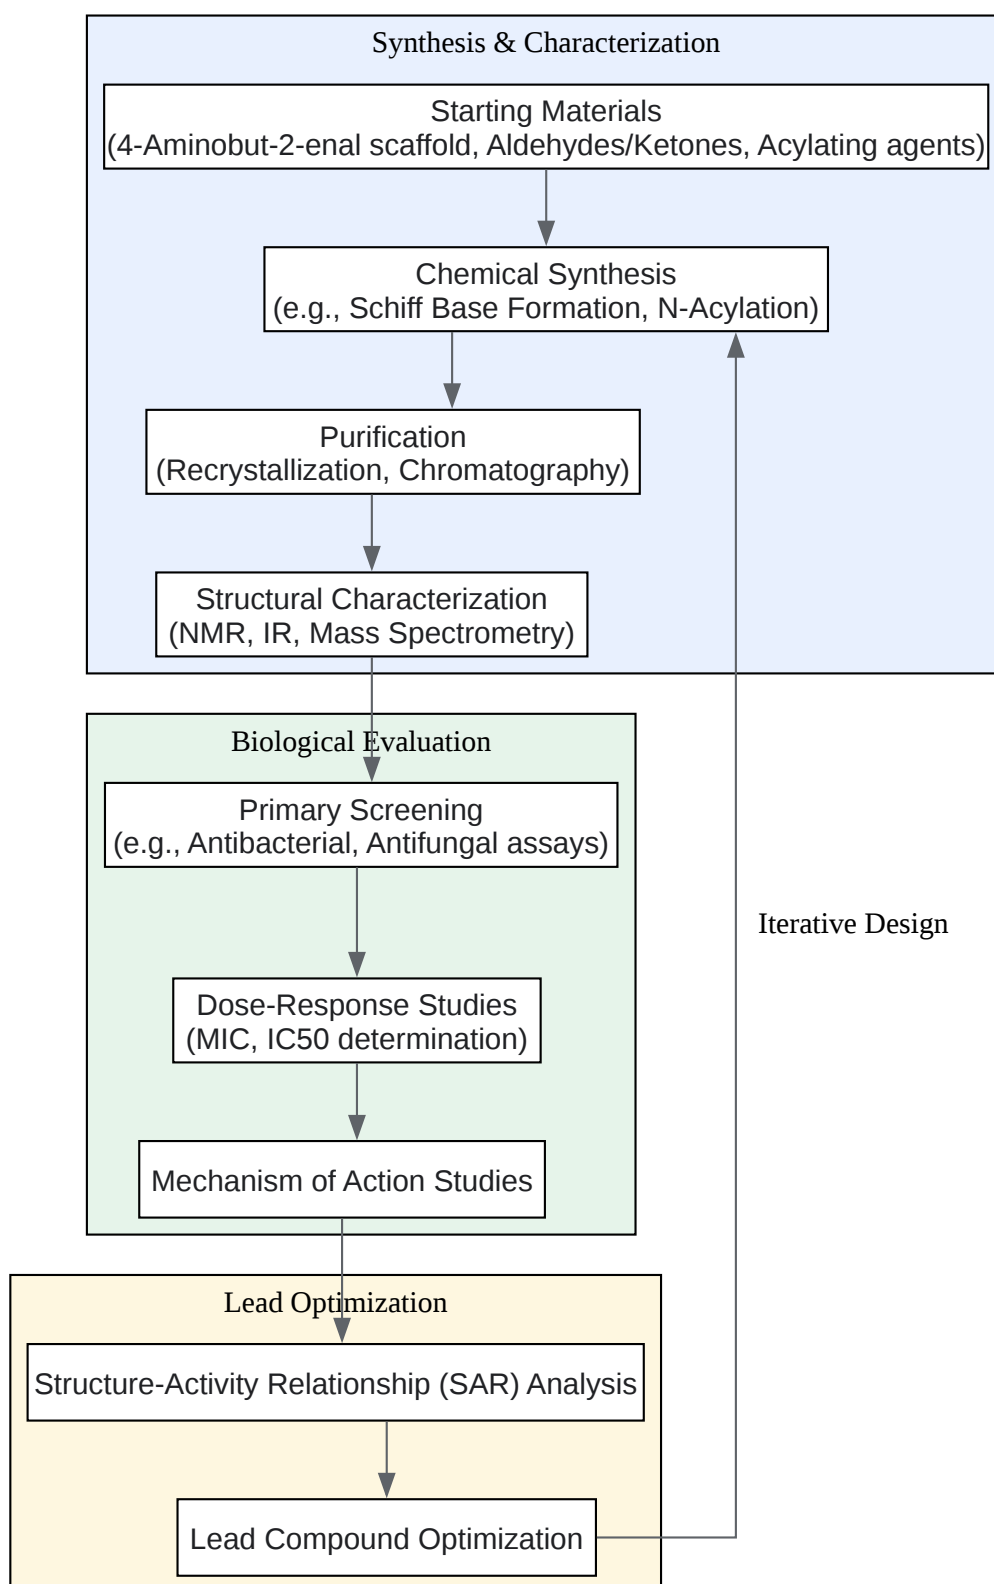 Synthesis & Characterization
Starting Materials
(4-Aminobut-2-enal scaffold, Aldehydes/Ketones, Acylating agents)
Chemical Synthesis
(e.g., Schiff Base Formation, N-Acylation)
Purification
(Recrystallization, Chromatography)
Structural Characterization
(NMR, IR, Mass Spectrometry)
Biological Evaluation
Primary Screening
(e.g., Antibacterial, Antifungal assays)
Iterative Design
Dose-Response Studies
(MIC, IC50 determination)
Mechanism of Action Studies
Lead Optimization
Structure-Activity Relationship (SAR) Analysis
Lead Compound Optimization